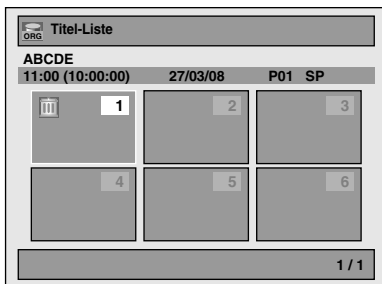 ORG Titel-Liste
ABCDE
11:00 (10:00:00) 27/03/08 P01 SP
1 2 3
4 5 6
1 / 1